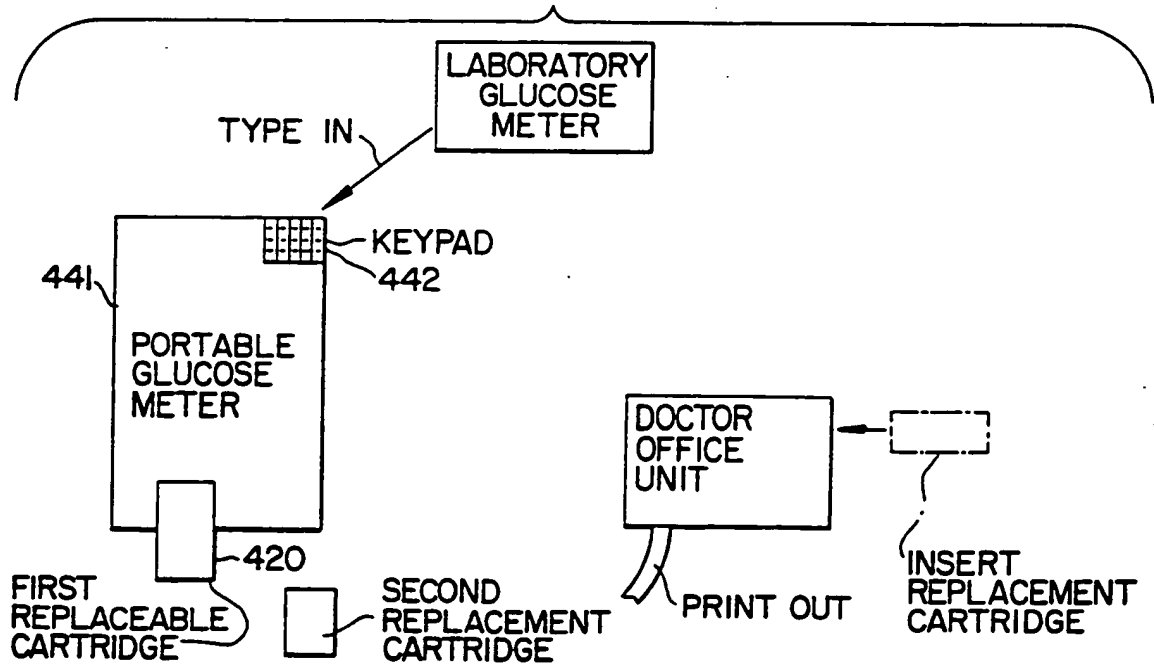 LABORATORY
GLUCOSE
METER
TYPE IN
KEYPAD
442
441
PORTABLE
GLUCOSE
METER
DOCTOR
OFFICE
UNIT
420
FIRST
REPLACEABLE
CARTRIDGE
SECOND
REPLACEMENT
CARTRIDGE
PRINT OUT
INSERT
REPLACEMENT
CARTRIDGE